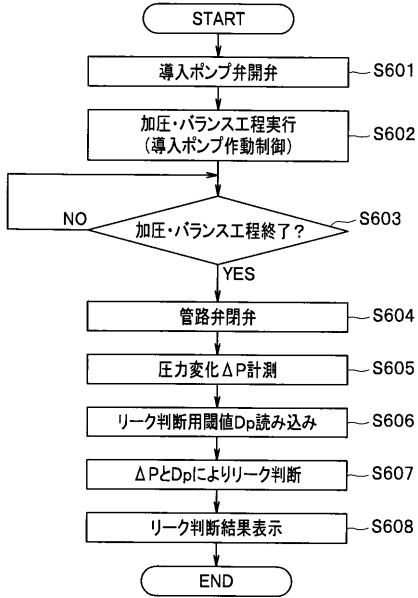 START
導入ポンプ弁開弁
S601
加圧・バランス工程実行
(導入ポンプ作動制御)
S602
加圧・バランス工程終了?
S603
NO
YES
管路弁閉弁
S604
圧力変化ΔP計測
S605
リーク判断用閾値Dp読み込み
S606
ΔPとDpによりリーク判断
S607
リーク判断結果表示
S608
END